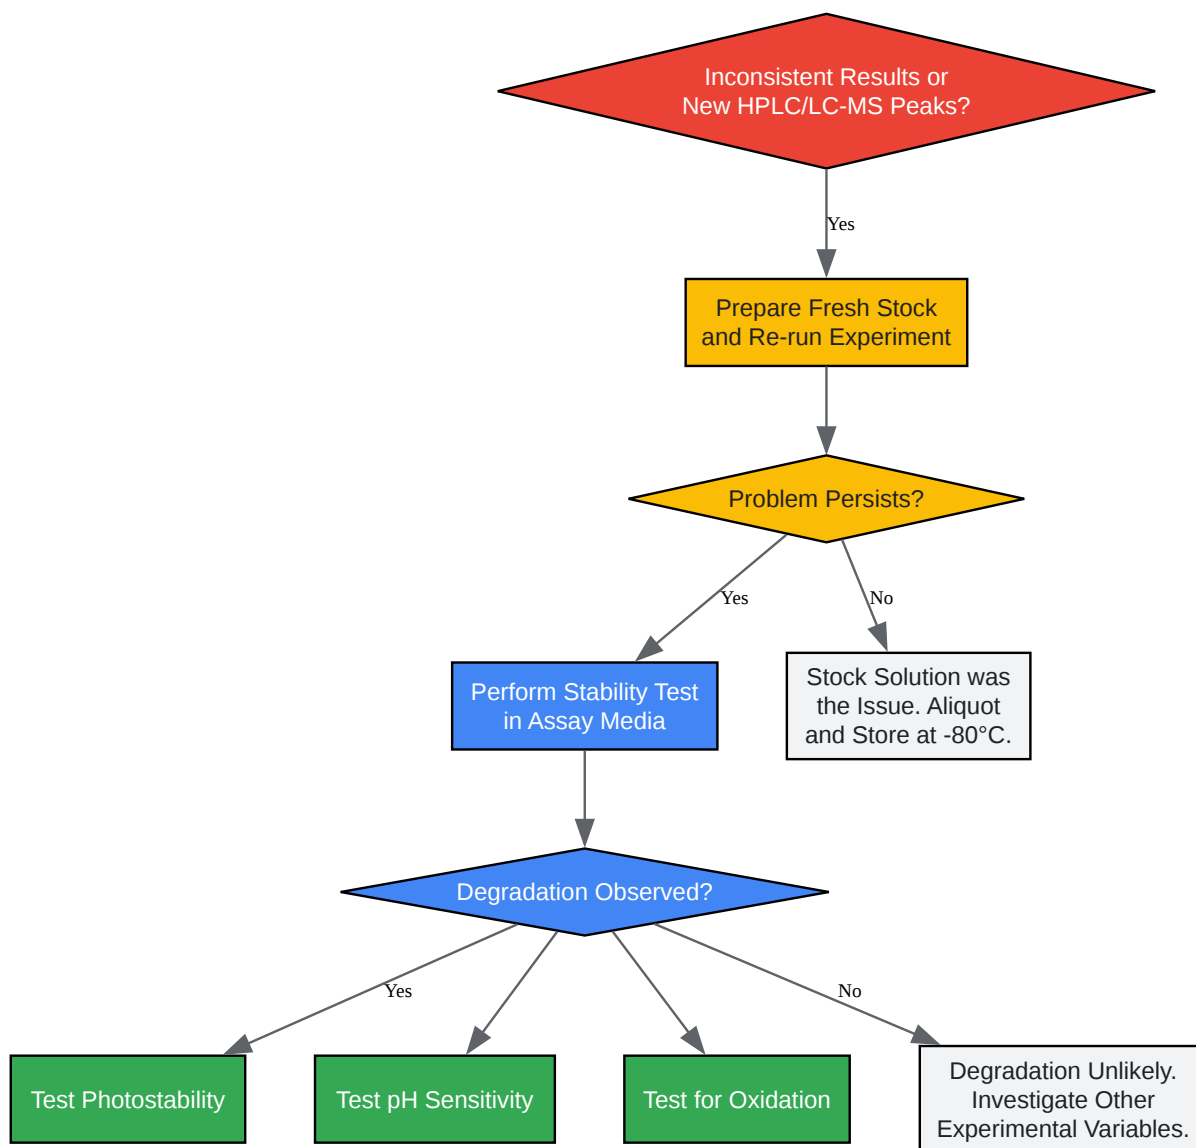 Inconsistent Results or
New HPLC/LC-MS Peaks?
Yes
Prepare Fresh Stock
and Re-run Experiment
Problem Persists?
Yes
No
Perform Stability Test
in Assay Media
Stock Solution was
the Issue. Aliquot
and Store at -80°C.
Degradation Observed?
Yes
No
Test Photostability
Test pH Sensitivity
Test for Oxidation
Degradation Unlikely.
Investigate Other
Experimental Variables.